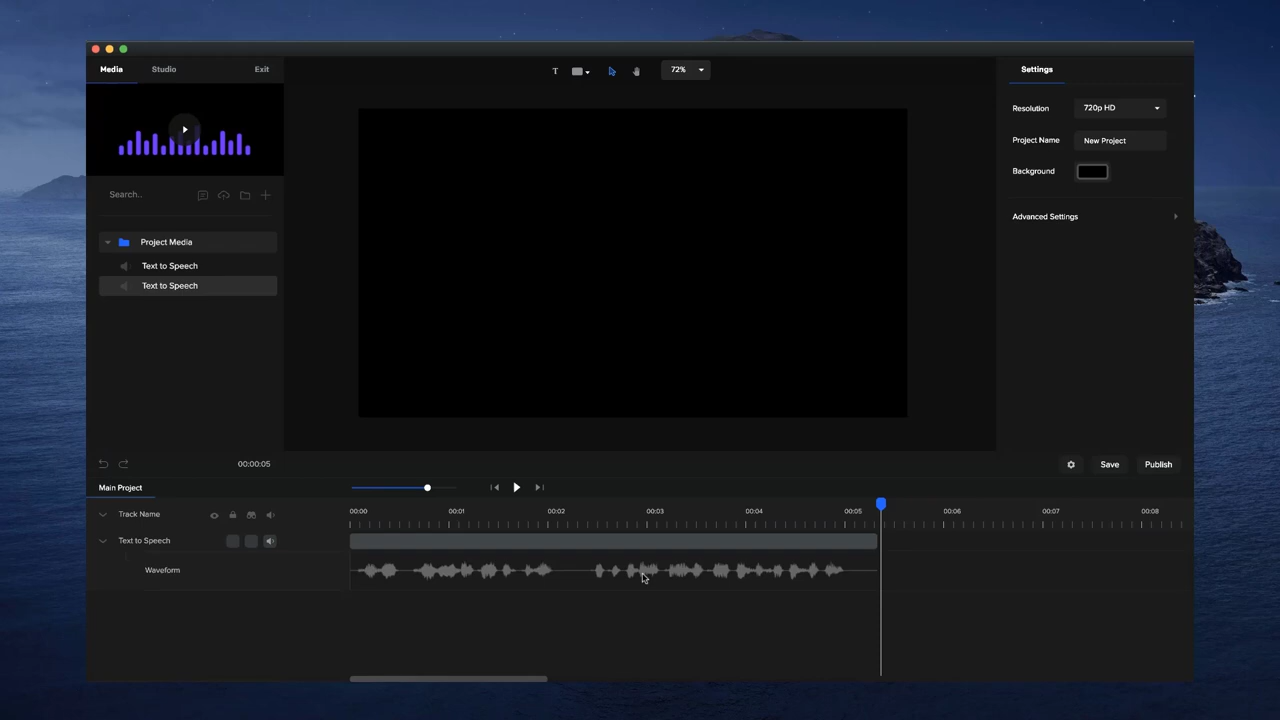 Media Studio Exit
T 72%
Settings
Resolution 720p HD
Project Name New Project
Background
Advanced Settings
Search..
Project Media
Text to Speech
Text to Speech
00:00:05
Save Publish
Main Project
Track Name
00:00 00:01 00:02 00:03 00:04 00:05 00:06 00:07 00:08
Text to Speech
Waveform